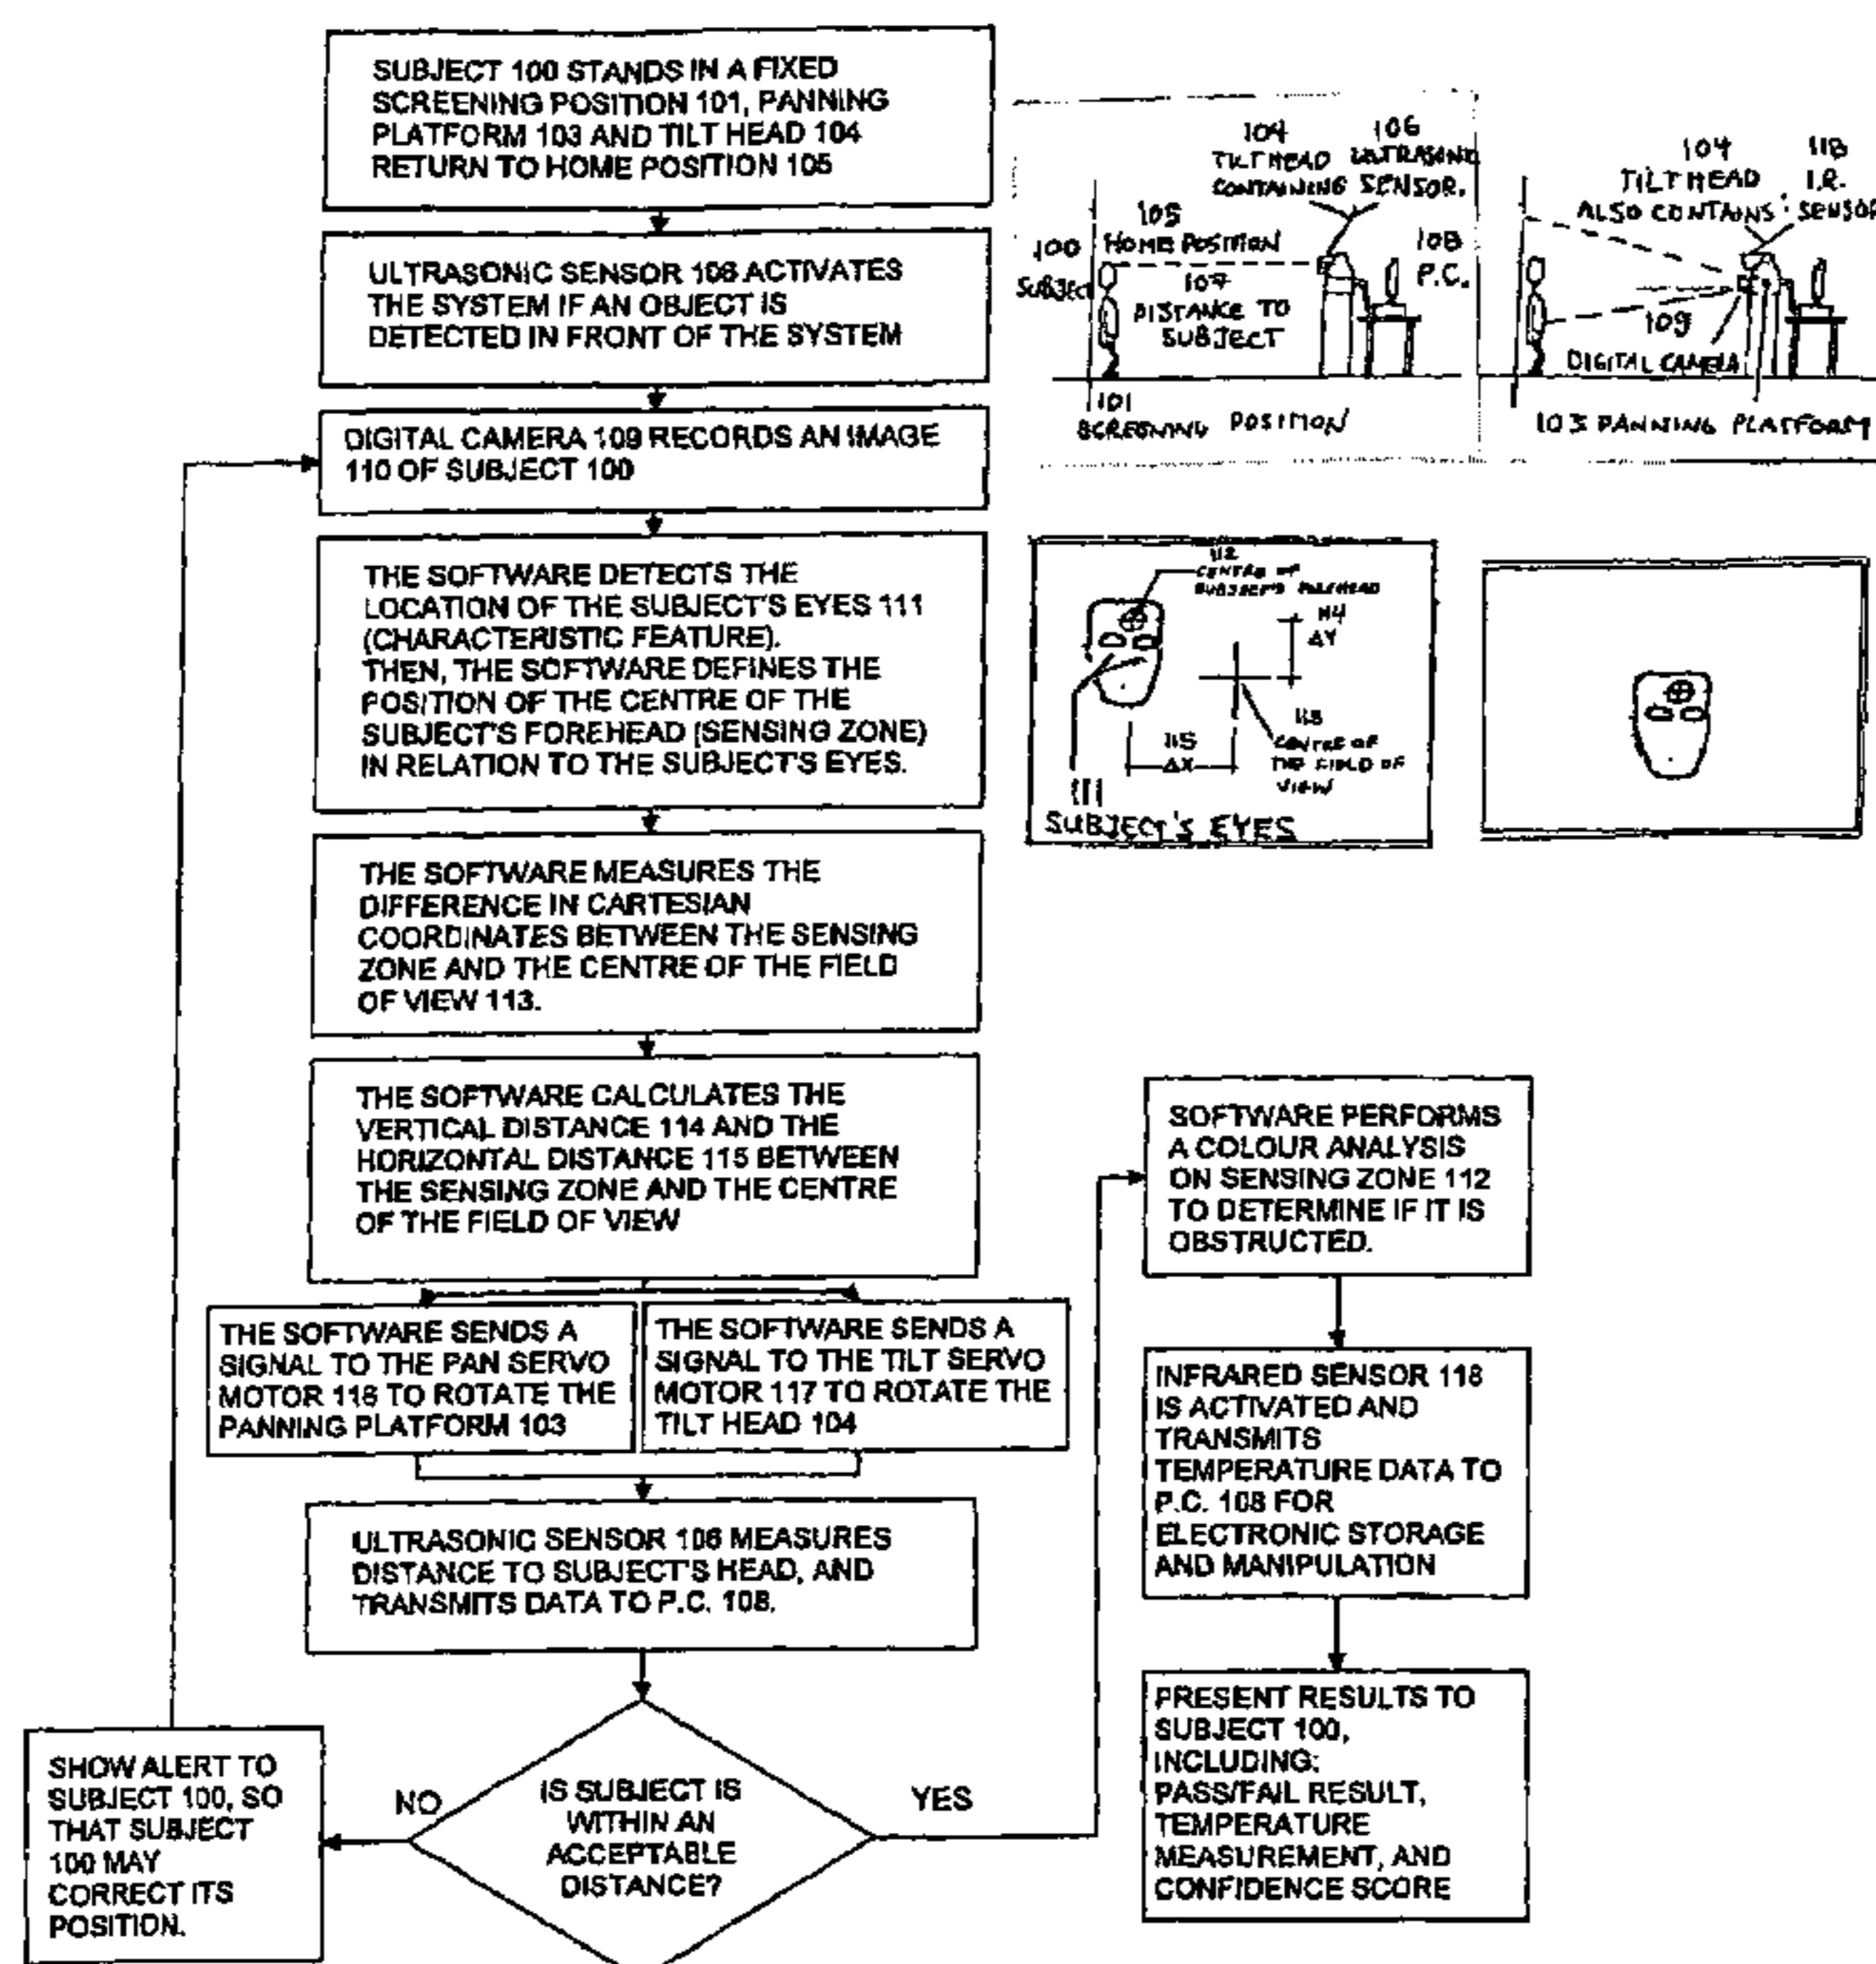 SUBJECT 100 STANDS IN A FIXED
SCREENING POSITION 101, PANNING
PLATFORM 103 AND TILT HEAD 104
RETURN TO HOME POSITION 105
ULTRASONIC SENSOR 106 ACTIVATES
THE SYSTEM IF AN OBJECT IS
DETECTED IN FRONT OF THE SYSTEM
DIGITAL CAMERA 109 RECORDS AN IMAGE
110 OF SUBJECT 100
THE SOFTWARE DETECTS THE
LOCATION OF THE SUBJECT'S EYES 111
(CHARACTERISTIC FEATURE).
THEN, THE SOFTWARE DEFINES THE
POSITION OF THE CENTRE OF THE
SUBJECT'S FOREHEAD (SENSING ZONE)
IN RELATION TO THE SUBJECT'S EYES.
THE SOFTWARE MEASURES THE
DIFFERENCE IN CARTESIAN
COORDINATES BETWEEN THE SENSING
ZONE AND THE CENTRE OF THE FIELD
OF VIEW 113.
THE SOFTWARE CALCULATES THE
VERTICAL DISTANCE 114 AND THE
HORIZONTAL DISTANCE 115 BETWEEN
THE SENSING ZONE AND THE CENTRE
OF THE FIELD OF VIEW
THE SOFTWARE SENDS A
SIGNAL TO THE PAN SERVO
MOTOR 116 TO ROTATE THE
PANNING PLATFORM 103
THE SOFTWARE SENDS A
SIGNAL TO THE TILT SERVO
MOTOR 117 TO ROTATE THE
TILT HEAD 104
ULTRASONIC SENSOR 106 MEASURES
DISTANCE TO SUBJECT'S HEAD, AND
TRANSMITS DATA TO P.C. 108.
IS SUBJECT IS
WITHIN AN
ACCEPTABLE
DISTANCE?
NO
YES
SHOW ALERT TO
SUBJECT 100, SO
THAT SUBJECT
100 MAY
CORRECT ITS
POSITION.
SOFTWARE PERFORMS
A COLOUR ANALYSIS
ON SENSING ZONE 112
TO DETERMINE IF IT IS
OBSTRUCTED.
INFRARED SENSOR 118
IS ACTIVATED AND
TRANSMITS
TEMPERATURE DATA TO
P.C. 108 FOR
ELECTRONIC STORAGE
AND MANIPULATION
PRESENT RESULTS TO
SUBJECT 100,
INCLUDING:
PASS/FAIL RESULT,
TEMPERATURE
MEASUREMENT, AND
CONFIDENCE SCORE
104
TILT HEAD
CONTAINING
106
SENSOR.
105
HOME POSITION
100
SUBJECT
107
DISTANCE TO
SUBJECT
108
P.C.
101
SCREENING POSITION
104
TILT HEAD
ALSO CONTAINS
118
I.R.
SENSOR
109
DIGITAL CAMERA
103 PANNING PLATFORM
112
CENTRE OF
SUBJECT'S FOREHEAD
114
ΔY
115
ΔX
113
CENTRE OF
THE FIELD OF
VIEW
111
SUBJECT'S EYES